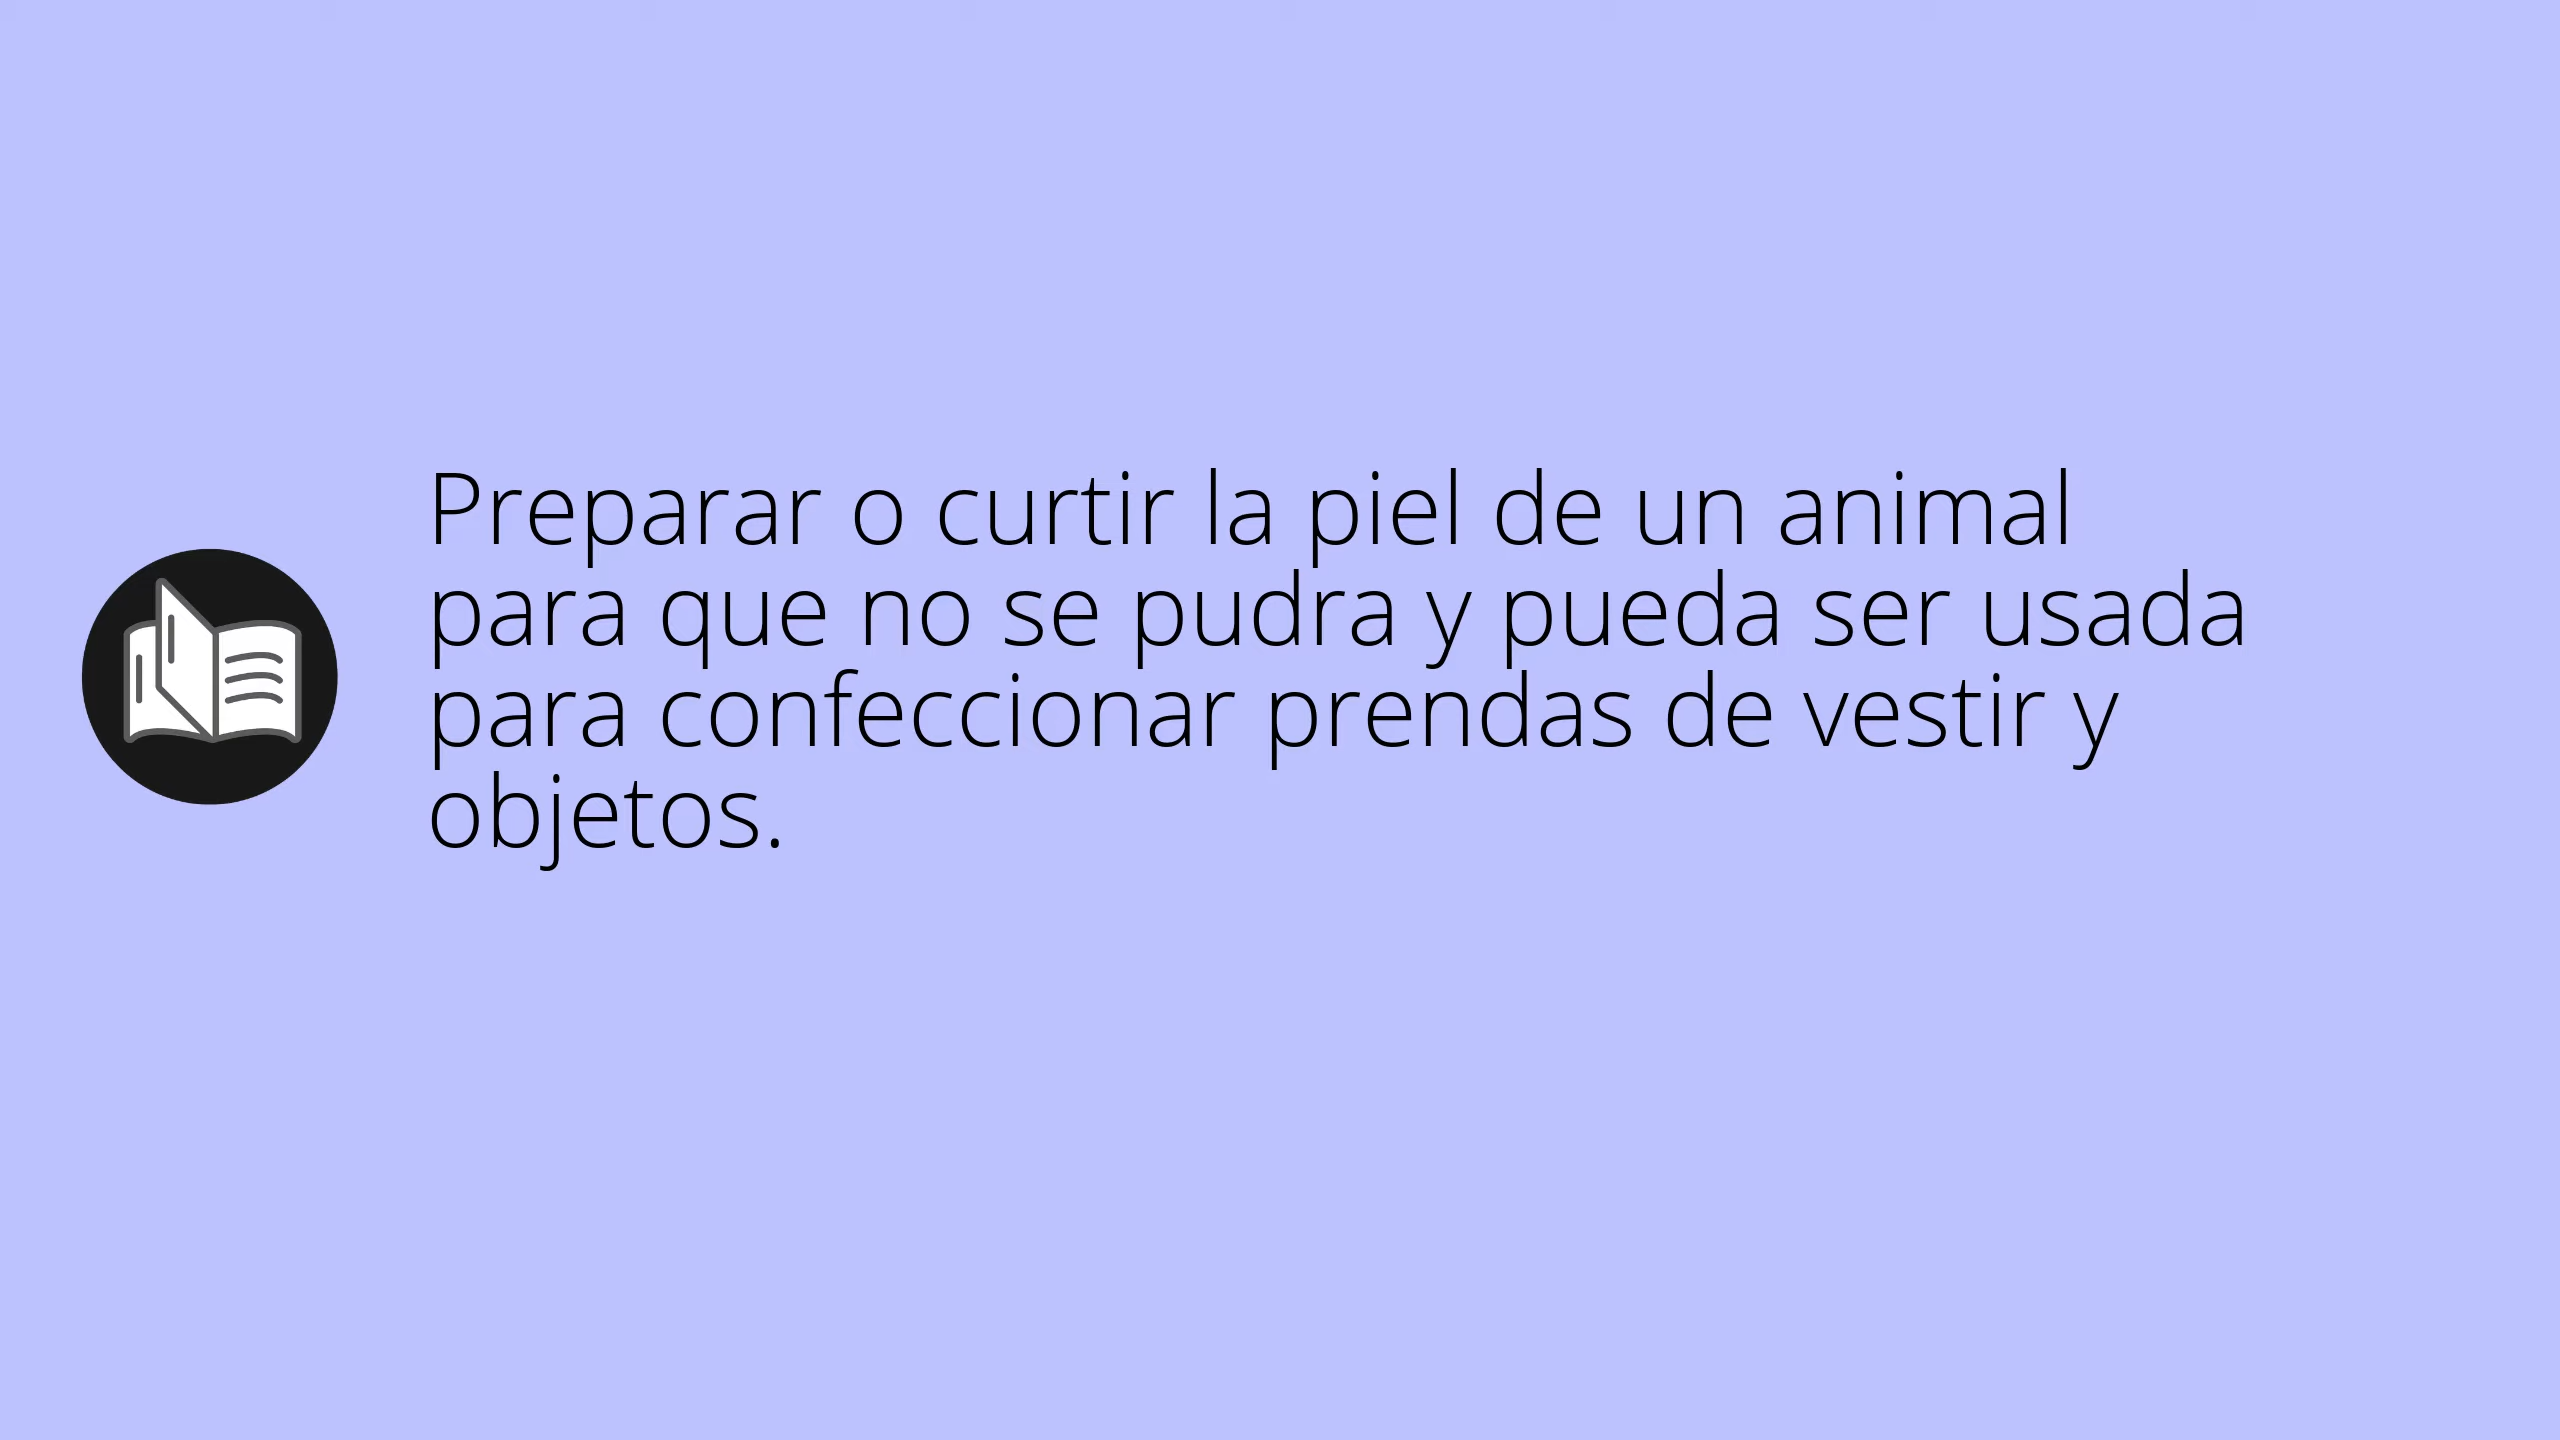 Preparar o curtir la piel de un animal
para que no se pudra y pueda ser usada
para confeccionar prendas de vestir y
objetos.